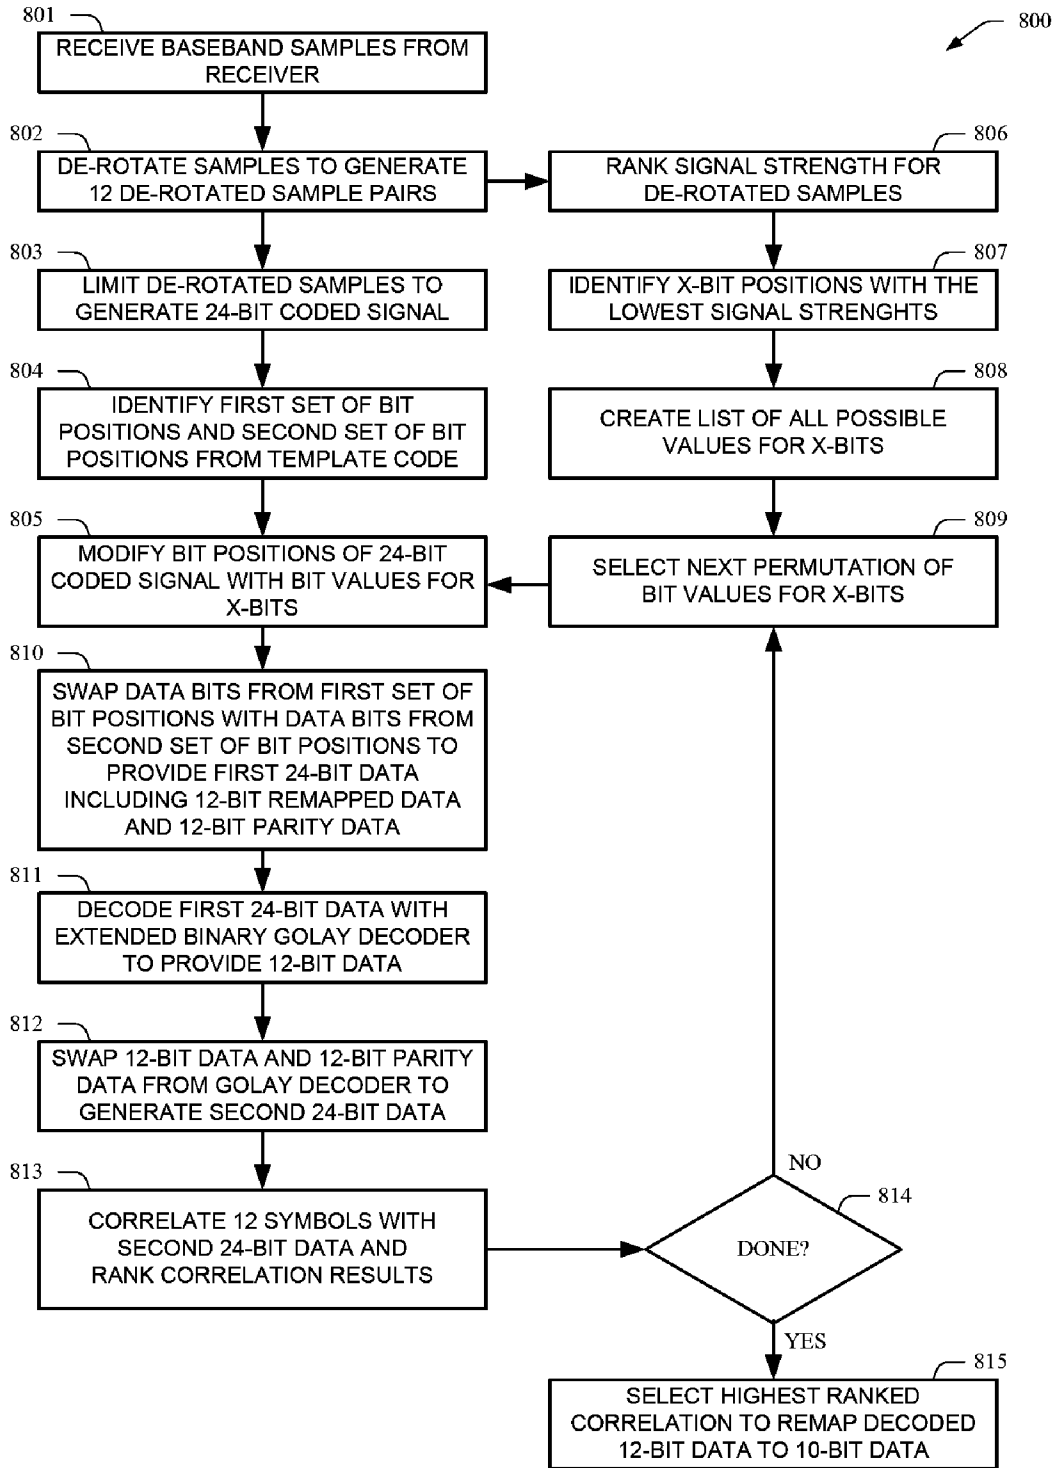 800
801
RECEIVE BASEBAND SAMPLES FROM
RECEIVER
802
DE-ROTATE SAMPLES TO GENERATE
12 DE-ROTATED SAMPLE PAIRS
806
RANK SIGNAL STRENGTH FOR
DE-ROTATED SAMPLES
803
LIMIT DE-ROTATED SAMPLES TO
GENERATE 24-BIT CODED SIGNAL
807
IDENTIFY X-BIT POSITIONS WITH THE
LOWEST SIGNAL STRENGHTS
804
IDENTIFY FIRST SET OF BIT
POSITIONS AND SECOND SET OF BIT
POSITIONS FROM TEMPLATE CODE
808
CREATE LIST OF ALL POSSIBLE
VALUES FOR X-BITS
805
MODIFY BIT POSITIONS OF 24-BIT
CODED SIGNAL WITH BIT VALUES FOR
X-BITS
809
SELECT NEXT PERMUTATION OF
BIT VALUES FOR X-BITS
810
SWAP DATA BITS FROM FIRST SET OF
BIT POSITIONS WITH DATA BITS FROM
SECOND SET OF BIT POSITIONS TO
PROVIDE FIRST 24-BIT DATA
INCLUDING 12-BIT REMAPPED DATA
AND 12-BIT PARITY DATA
811
DECODE FIRST 24-BIT DATA WITH
EXTENDED BINARY GOLAY DECODER
TO PROVIDE 12-BIT DATA
812
SWAP 12-BIT DATA AND 12-BIT PARITY
DATA FROM GOLAY DECODER TO
GENERATE SECOND 24-BIT DATA
813
CORRELATE 12 SYMBOLS WITH
SECOND 24-BIT DATA AND
RANK CORRELATION RESULTS
NO
814
DONE?
YES
815
SELECT HIGHEST RANKED
CORRELATION TO REMAP DECODED
12-BIT DATA TO 10-BIT DATA